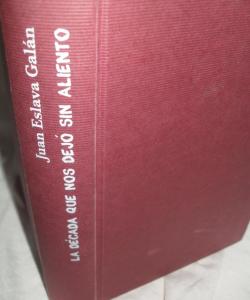 Juan Eslava Galán
LA DÉCADA QUE NOS DEJÓ SIN ALIENTO